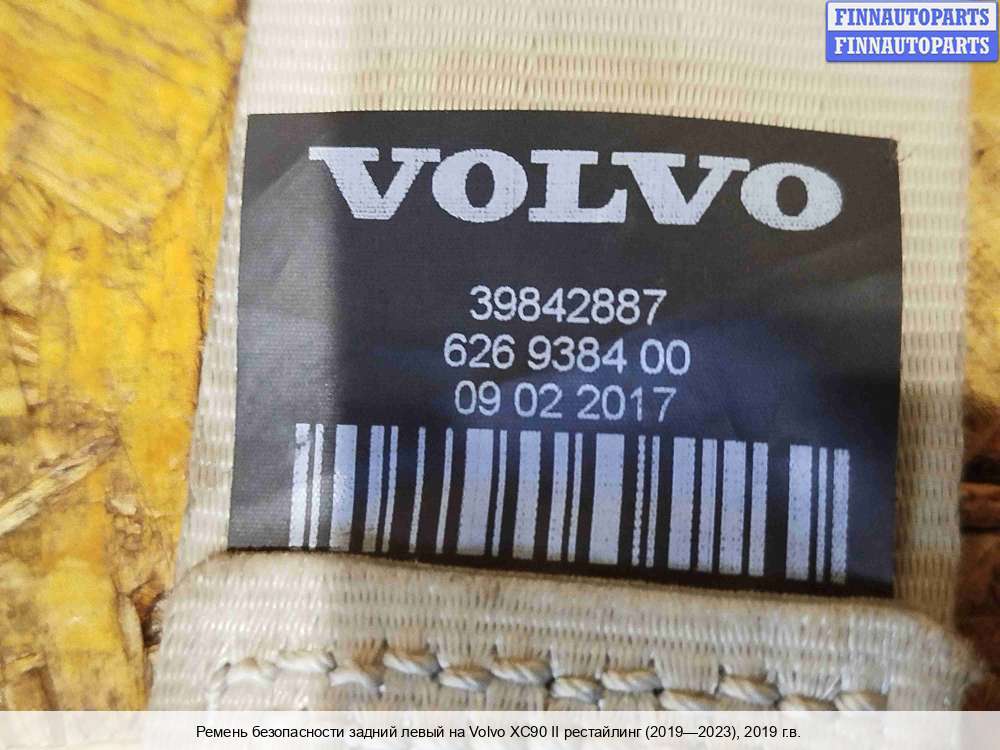 FINNAUTOPARTS
FINNAUTOPARTS
VOLVO
39842887
626 9384 00
09 02 2017
Ремень безопасности задний левый на Volvo XC90 II рестайлинг (2019—2023), 2019 г.в.